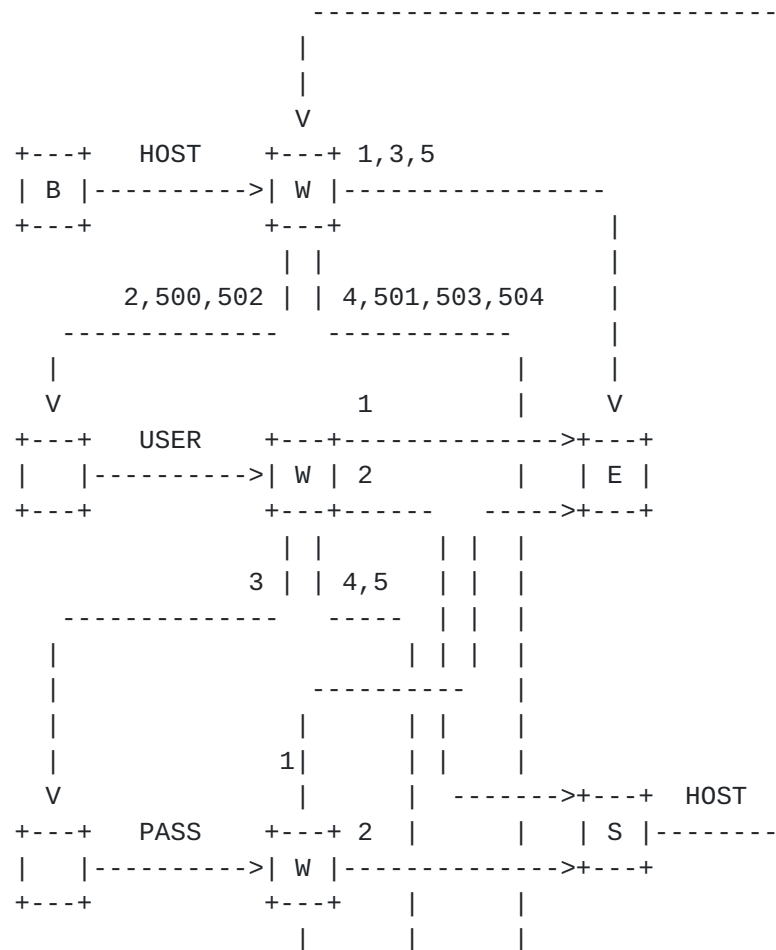 -----------------------------
                  |
                  |
                  V
+---+   HOST    +---+ 1,3,5
| B |---------->| W |-----------------
+---+           +---+                 |
                 | |                  |
       2,500,502 | | 4,501,503,504    |
   --------------   ------------      |
  |                             |     |
  V                   1         |     V
+---+   USER    +---+-------------->+---+
|   |---------->| W | 2         |   | E |
+---+           +---+------   ----->+---+
                 | |       | |  |
               3 | | 4,5   | |  |
   --------------   -----  | |  |
  |                      | | |  |
  |                ----------   |
  |               |      | |    |
  |              1|      | |    |
  V               |      |  ------->+---+  HOST
+---+   PASS    +---+ 2  |      |   | S |--------
|   |---------->| W |-------------->+---+
+---+           +---+    |      |
                  |      |      |